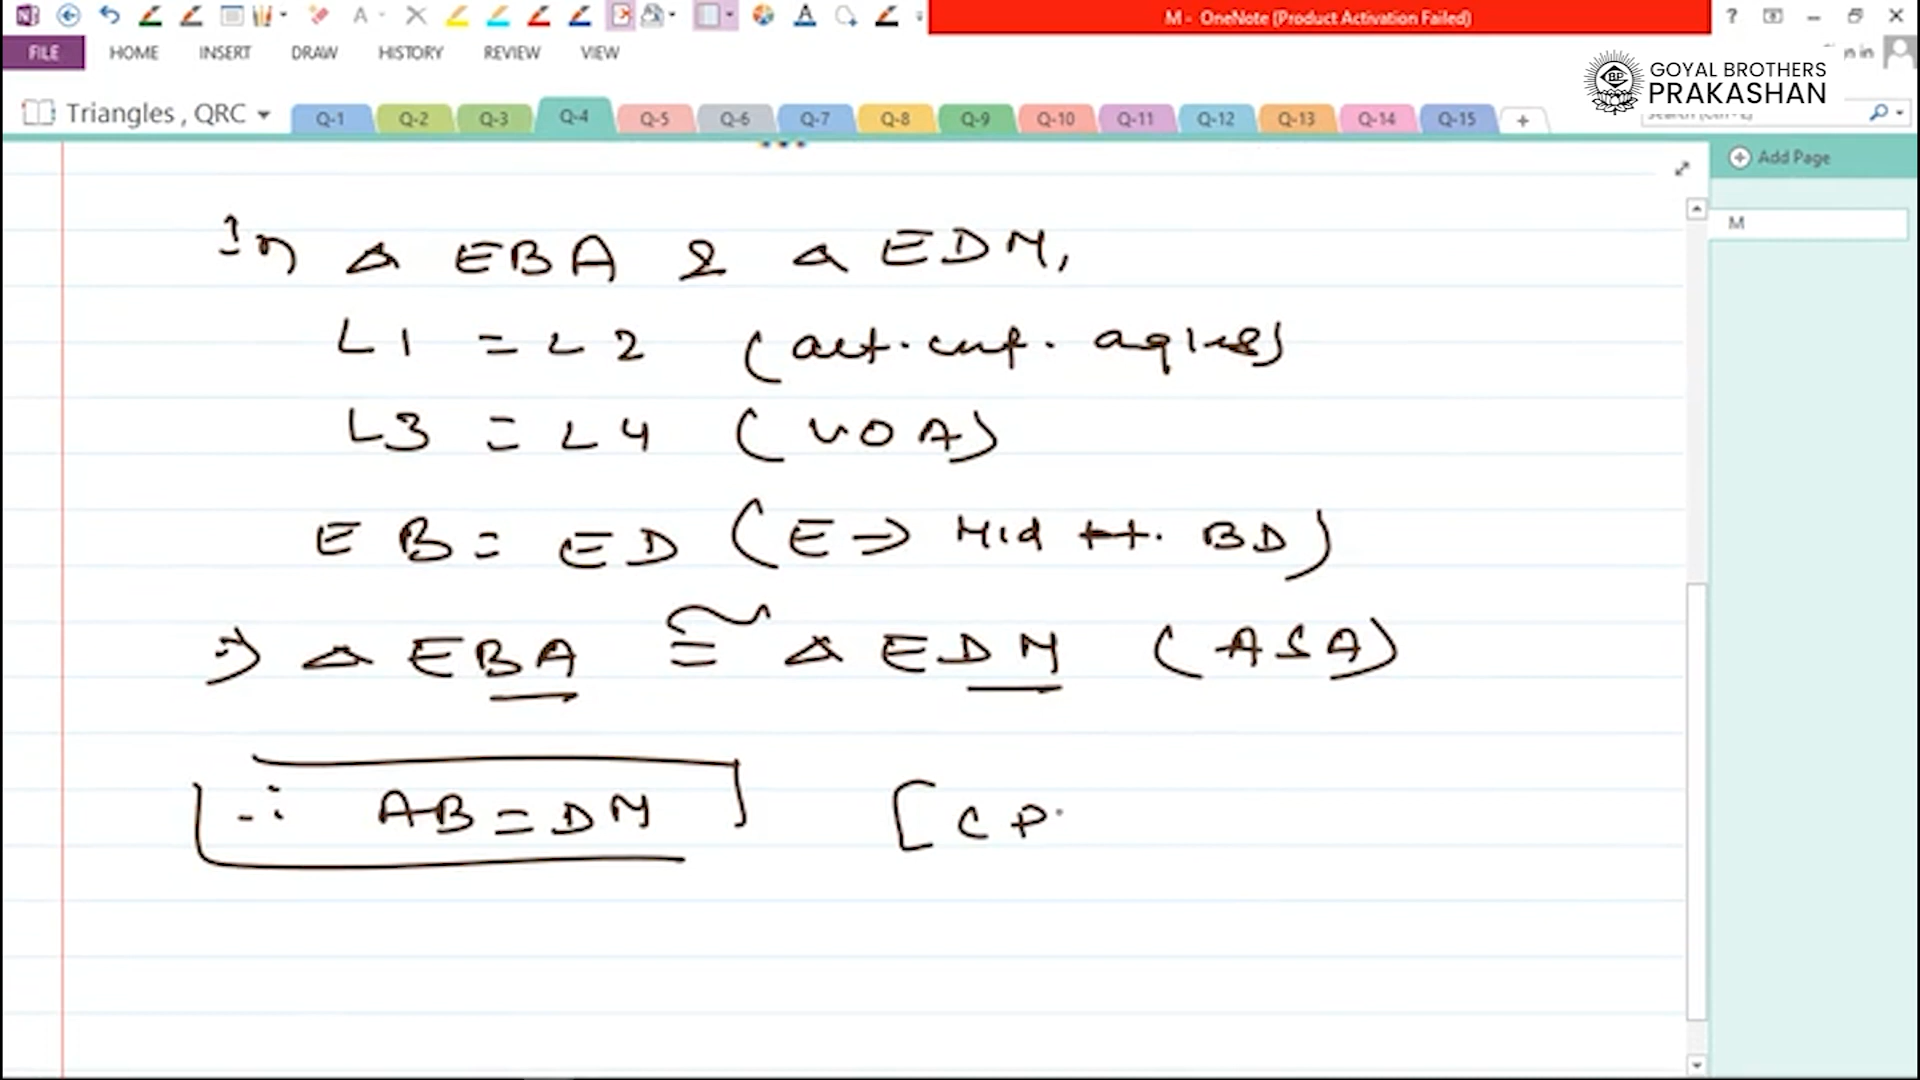 M - OneNote (Product Activation Failed)
FILE HOME INSERT DRAW HISTORY REVIEW VIEW
GOYAL BROTHERS
PRAKASHAN
Triangles , QRC Q-1 Q-2 Q-3 Q-4 Q-5 Q-6 Q-7 Q-8 Q-9 Q-10 Q-11 Q-12 Q-13 Q-14 Q-15
Add Page
M
In △ EBA & △ EDM,
∠1 = ∠2 (alt. int. agles)
∠3 = ∠4 (VOA)
EB = ED (E → Mid pt. BD)
⇒ △ EBA ≅ △ EDM (ASA)
∴ AB = DM [CP.